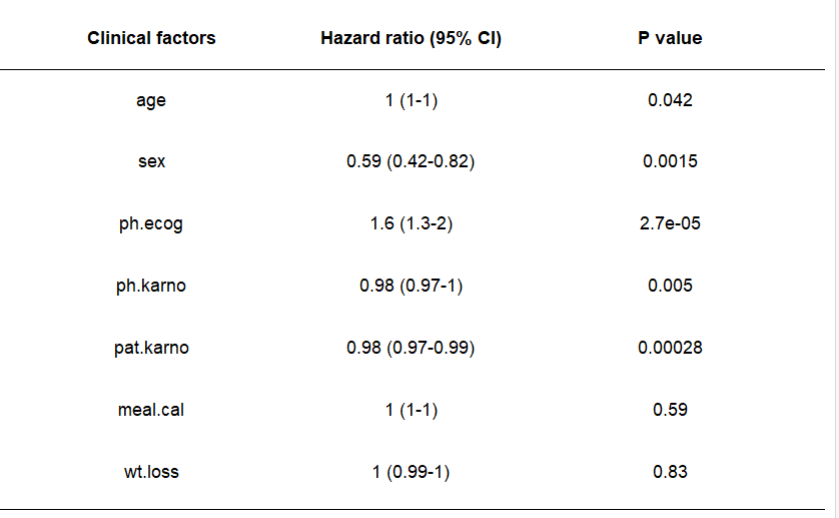 Clinical factors Hazard ratio (95% CI) P value
age 1 (1-1) 0.042
sex 0.59 (0.42-0.82) 0.0015
ph.ecog 1.6 (1.3-2) 2.7e-05
ph.karno 0.98 (0.97-1) 0.005
pat.karno 0.98 (0.97-0.99) 0.00028
meal.cal 1 (1-1) 0.59
wt.loss 1 (0.99-1) 0.83